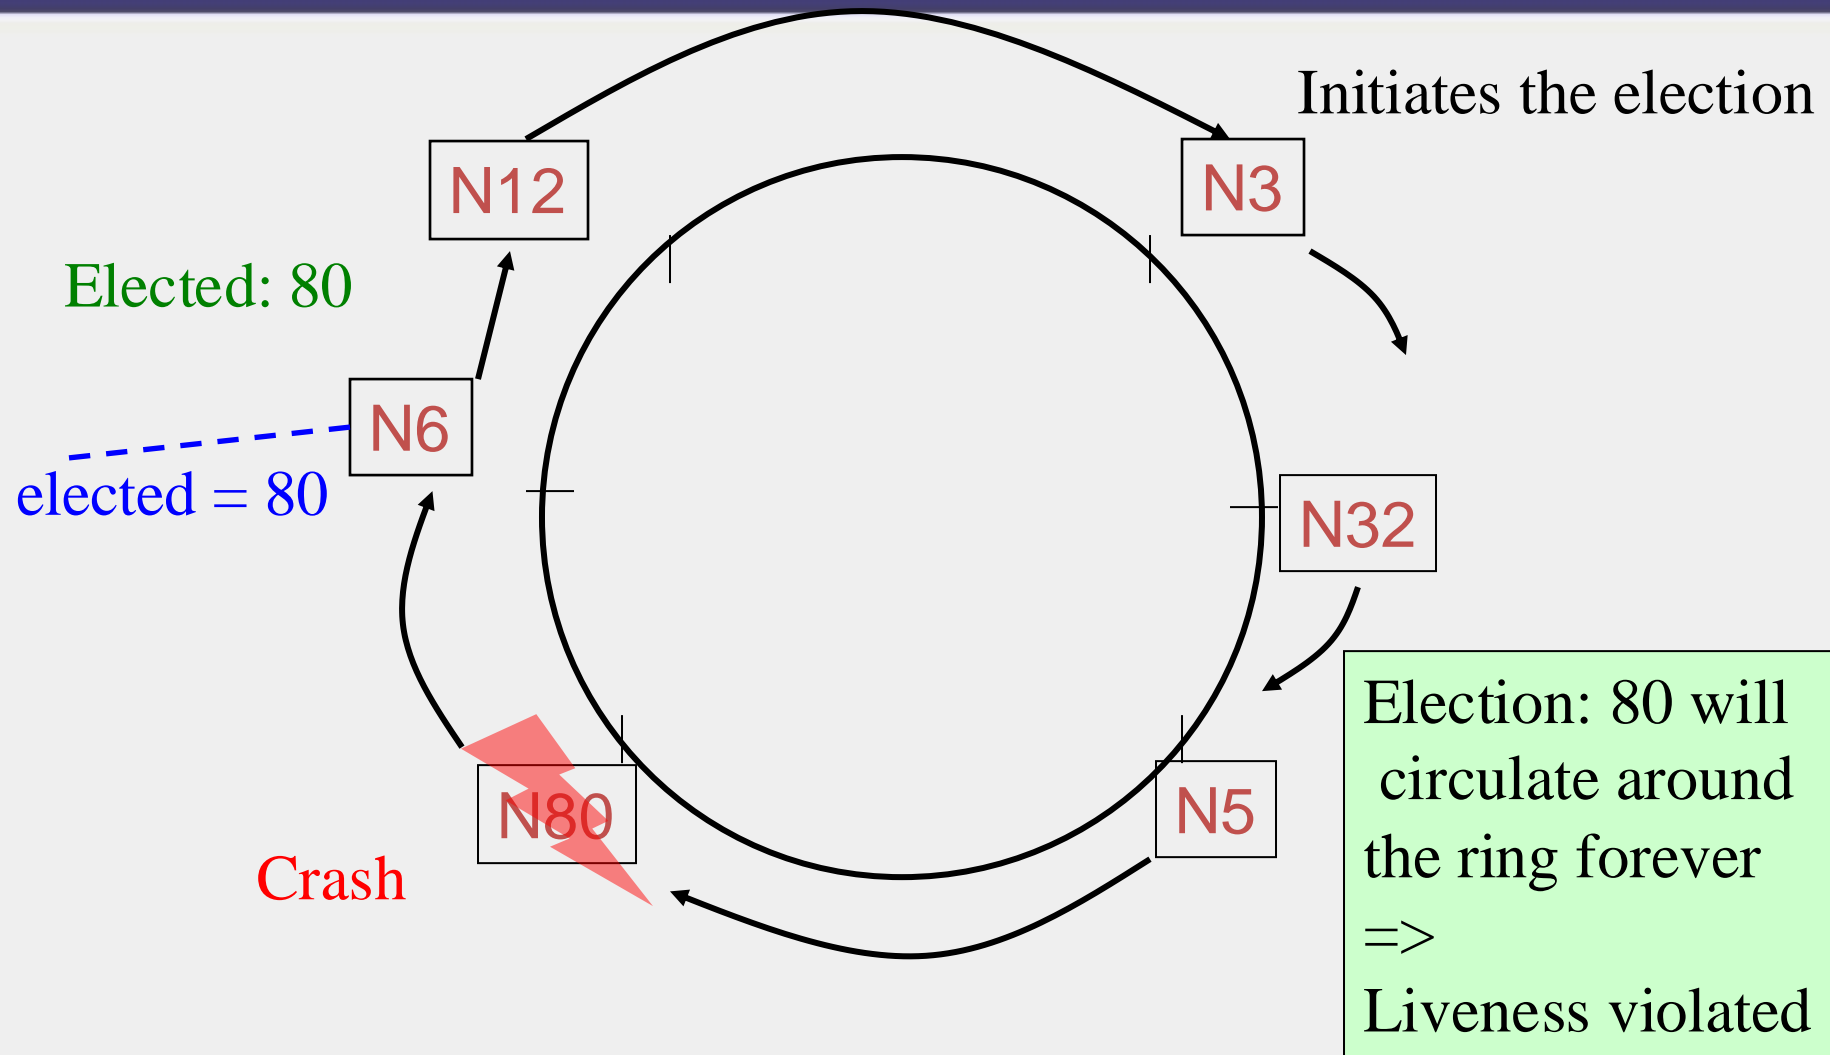 Initiates the election
N12
N3
Elected: 80
N6
elected = 80
N32
Election: 80 will
circulate around
the ring forever
=>
Liveness violated
N80
N5
Crash